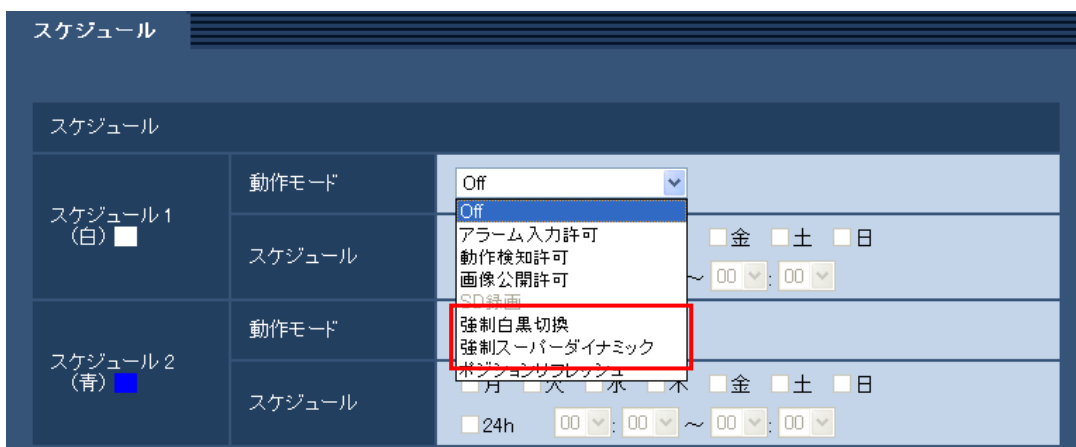 スケジュール
スケジュール
スケジュール 1
（白）
動作モード
Off
Off
アラーム入力許可
動作検知許可
画像公開許可
SD録画
強制白黒切換
強制スーパーダイナミック
ポジションリフレッシュ
スケジュール
金 土 日
～ 00 : 00
スケジュール 2
（青）
動作モード
スケジュール
月 火 水 木 金 土 日
24h 00 : 00 ～ 00 : 00